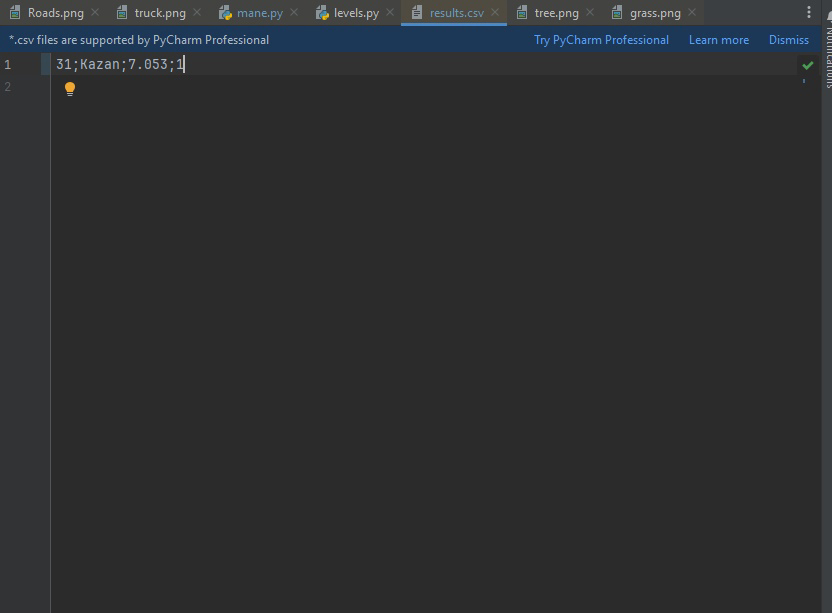 Roads.png truck.png mane.py levels.py results.csv tree.png grass.png
*.csv files are supported by PyCharm Professional Try PyCharm Professional Learn more Dismiss
1 31;Kazan;7.053;1
2
Notifications